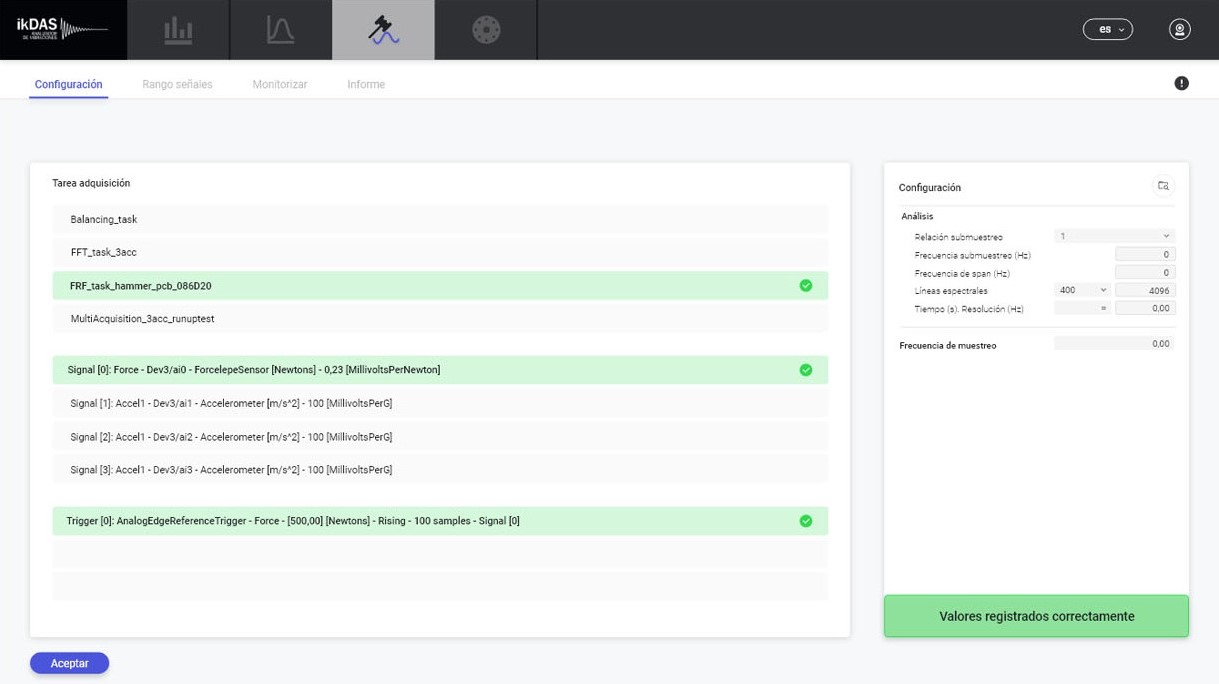 ikDAS
ANALIZADOR
DE VIBRACIONES
es
Configuración
Rango señales
Monitorizar
Informe
Tarea adquisición
Balancing_task
FFT_task_3acc
FRF_task_hammer_pcb_086D20
MultiAcquisition_3acc_runuptest
Signal [0]: Force - Dev3/ai0 - ForceIepeSensor [Newtons] - 0,23 [MillivoltsPerNewton]
Signal [1]: Accel1 - Dev3/ai1 - Accelerometer [m/s^2] - 100 [MillivoltsPerG]
Signal [2]: Accel1 - Dev3/ai2 - Accelerometer [m/s^2] - 100 [MillivoltsPerG]
Signal [3]: Accel1 - Dev3/ai3 - Accelerometer [m/s^2] - 100 [MillivoltsPerG]
Trigger [0]: AnalogEdgeReferenceTrigger - Force - [500,00] [Newtons] - Rising - 100 samples - Signal [0]
Aceptar
Configuración
Análisis
Relación submuestreo 1
Frecuencia submuestreo (Hz) 0
Frecuencia de span (Hz) 0
Líneas espectrales 400 4096
Tiempo (s). Resolución (Hz) ∞ 0,00
Frecuencia de muestreo 0,00
Valores registrados correctamente